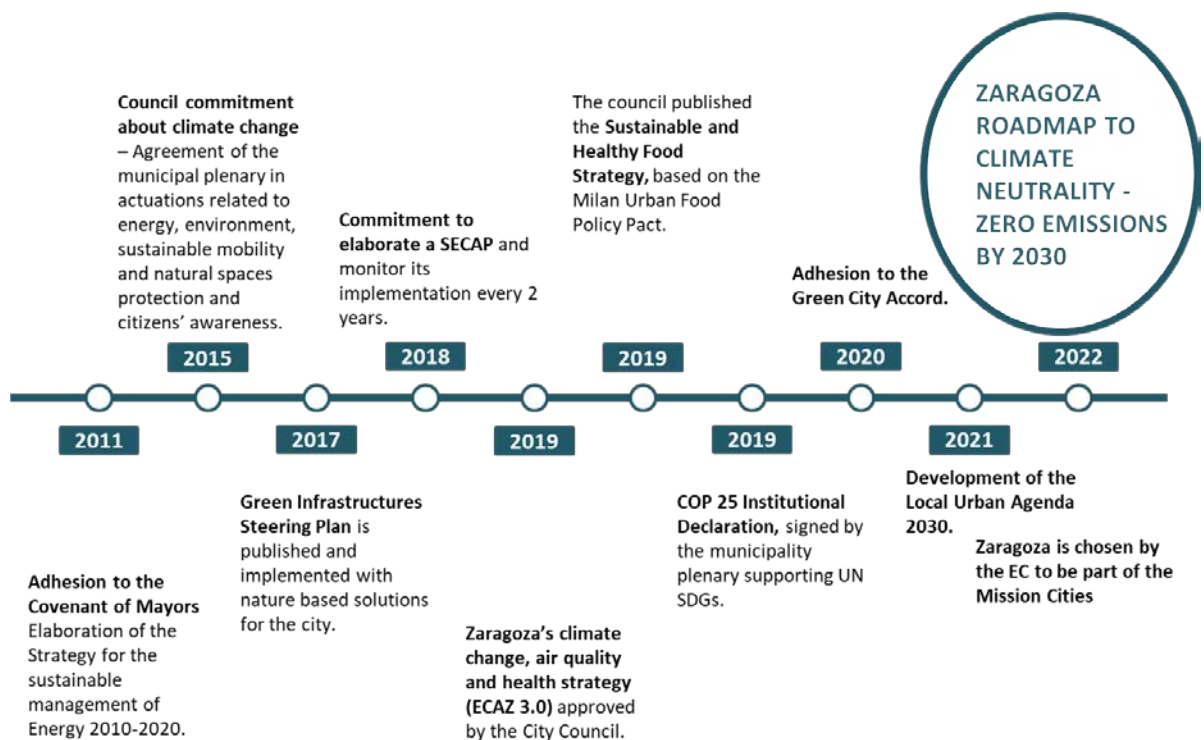 Council commitment
about climate change
– Agreement of the
municipal plenary in
actuations related to
energy, environment,
sustainable mobility
and natural spaces
protection and
citizens’ awareness.
Commitment to
elaborate a SECAP and
monitor its
implementation every 2
years.
The council published
the Sustainable and
Healthy Food
Strategy, based on the
Milan Urban Food
Policy Pact.
Adhesion to the
Green City Accord.
ZARAGOZA
ROADMAP TO
CLIMATE
NEUTRALITY -
ZERO EMISSIONS
BY 2030
2015
2018
2019
2020
2022
2011
2017
2019
2019
2021
Adhesion to the
Covenant of Mayors
Elaboration of the
Strategy for the
sustainable
management of
Energy 2010-2020.
Green Infrastructures
Steering Plan is
published and
implemented with
nature based solutions
for the city.
Zaragoza’s climate
change, air quality
and health strategy
(ECAZ 3.0) approved
by the City Council.
COP 25 Institutional
Declaration, signed by
the municipality
plenary supporting UN
SDGs.
Development of the
Local Urban Agenda
2030.
Zaragoza is chosen by
the EC to be part of the
Mission Cities